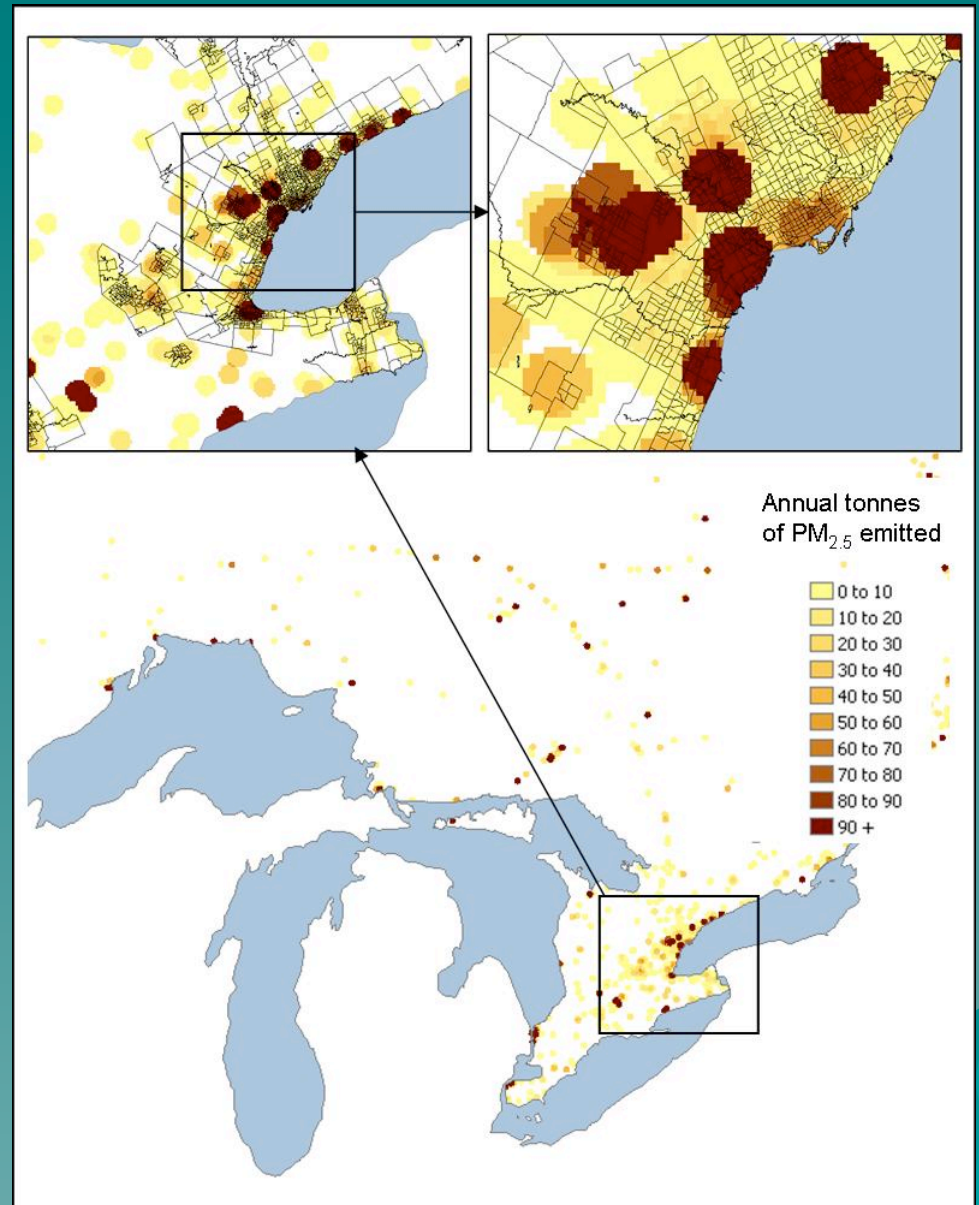 Annual tonnes
of PM2.5 emitted
0 to 10
10 to 20
20 to 30
30 to 40
40 to 50
50 to 60
60 to 70
70 to 80
80 to 90
90 +